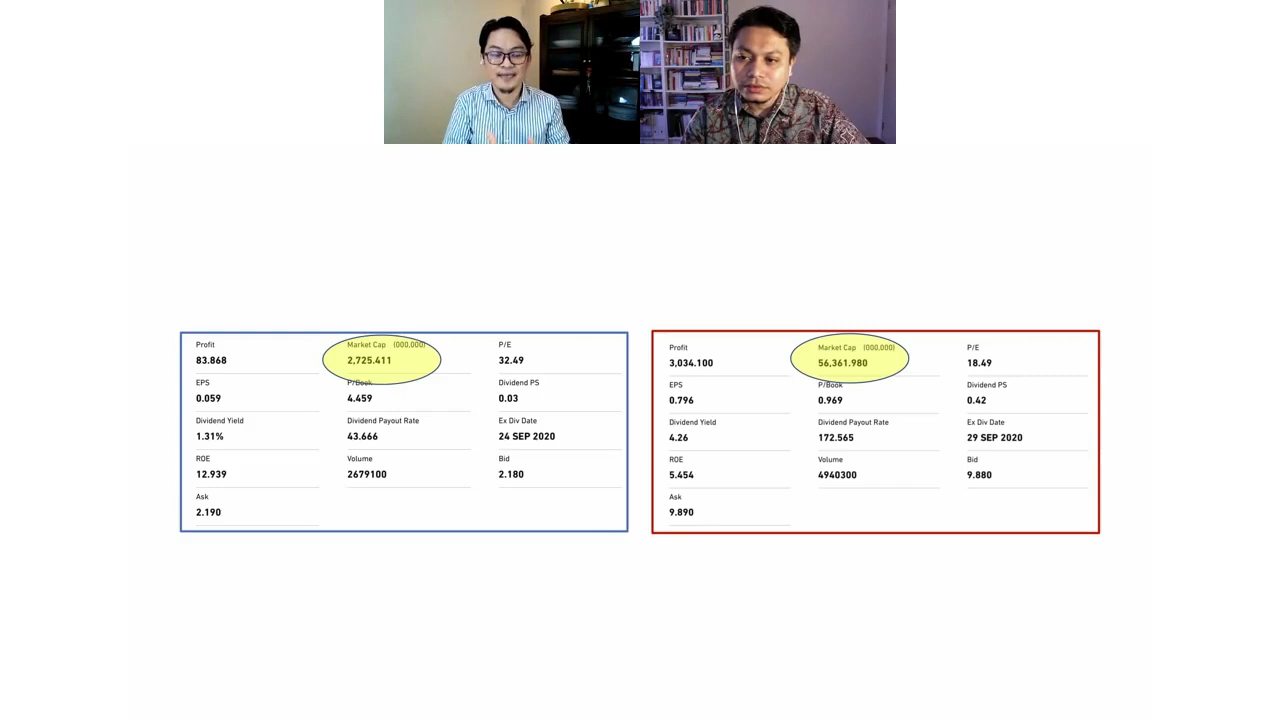 Profit Market Cap (000,000) P/E
83.868 2,725.411 32.49
EPS P/Book Dividend PS
0.059 4.459 0.03
Dividend Yield Dividend Payout Rate Ex Div Date
1.31% 43.666 24 SEP 2020
ROE Volume Bid
12.939 2679100 2.180
Ask
2.190
Profit Market Cap (000,000) P/E
3,034.100 56,361.980 18.49
EPS P/Book Dividend PS
0.796 0.969 0.42
Dividend Yield Dividend Payout Rate Ex Div Date
4.26 172.565 29 SEP 2020
ROE Volume Bid
5.454 4940300 9.880
Ask
9.890